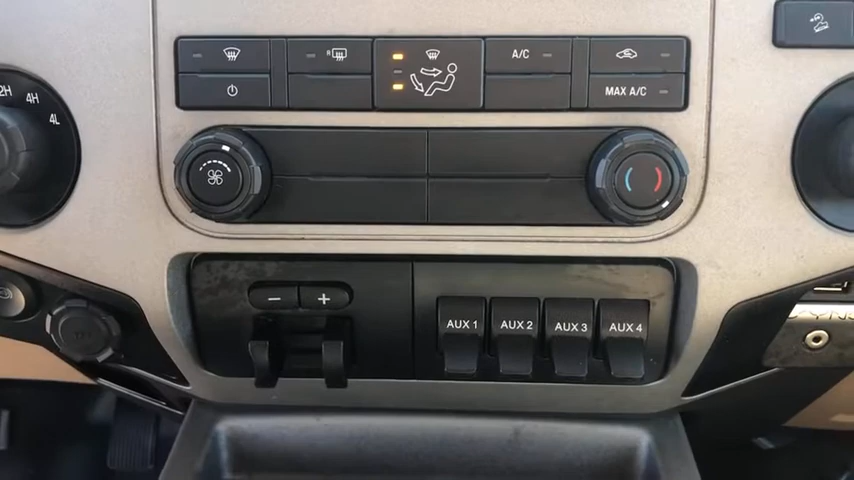 R
A/C
MAX A/C
2H
4H
4L
− +
AUX 1 AUX 2 AUX 3 AUX 4